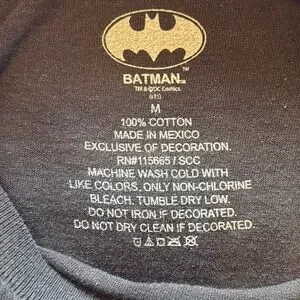 BATMAN™
TM & © DC Comics.
(s15)
M
100% COTTON
MADE IN MEXICO
EXCLUSIVE OF DECORATION.
RN#115665 / SCC
MACHINE WASH COLD WITH
LIKE COLORS. ONLY NON-CHLORINE
BLEACH. TUMBLE DRY LOW.
DO NOT IRON IF DECORATED.
DO NOT DRY CLEAN IF DECORATED.